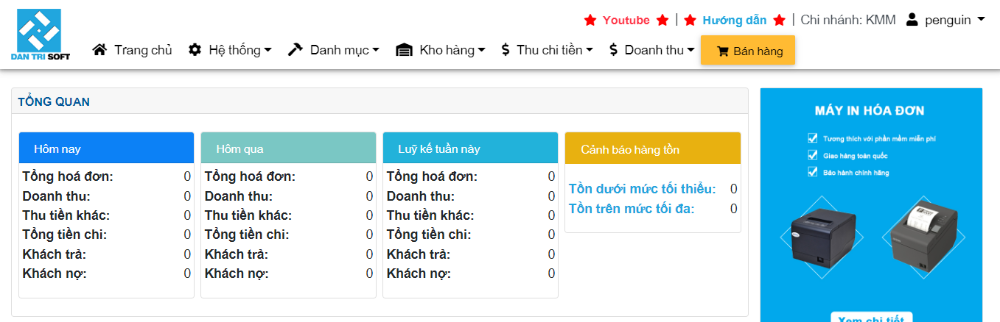 Youtube | Hướng dẫn | Chi nhánh: KMM penguin
DAN TRI SOFT
Trang chủ Hệ thống Danh mục Kho hàng Thu chi tiền Doanh thu Bán hàng
TỔNG QUAN
Hôm nay
Tổng hoá đơn: 0
Doanh thu: 0
Thu tiền khác: 0
Tổng tiền chi: 0
Khách trả: 0
Khách nợ: 0
Hôm qua
Tổng hoá đơn: 0
Doanh thu: 0
Thu tiền khác: 0
Tổng tiền chi: 0
Khách trả: 0
Khách nợ: 0
Luỹ kế tuần này
Tổng hoá đơn: 0
Doanh thu: 0
Thu tiền khác: 0
Tổng tiền chi: 0
Khách trả: 0
Khách nợ: 0
Cảnh báo hàng tồn
Tồn dưới mức tối thiểu: 0
Tồn trên mức tối đa: 0
MÁY IN HÓA ĐƠN
Tương thích với phần mềm miễn phí
Giao hàng toàn quốc
Bảo hành chính hãng
Xem chi tiết